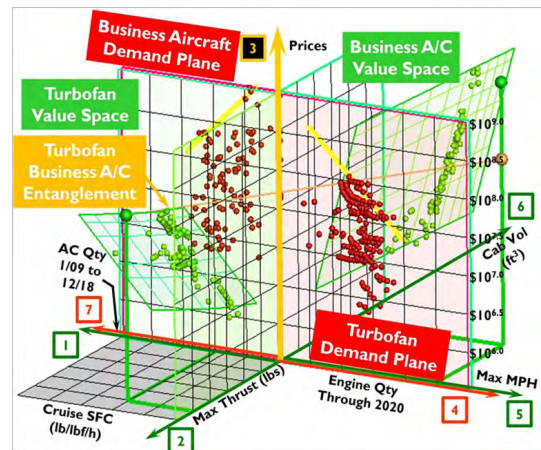 Business Aircraft
Demand Plane
3
Prices
Business A/C
Value Space
Turbofan
Value Space
Turbofan
Business A/C
Entanglement
$10^9.0
$10^8.5
$10^8.0
$10^7.5
$10^7.0
$10^6.5
$10^6.0
6
Cab Vol
(ft³)
AC Qty
1/09 to
12/18
7
1
Turbofan
Demand Plane
Max Thrust (lbs)
Engine Qty
Through 2020
Max MPH
4
5
Cruise SFC
(lb/lbf/h)
2